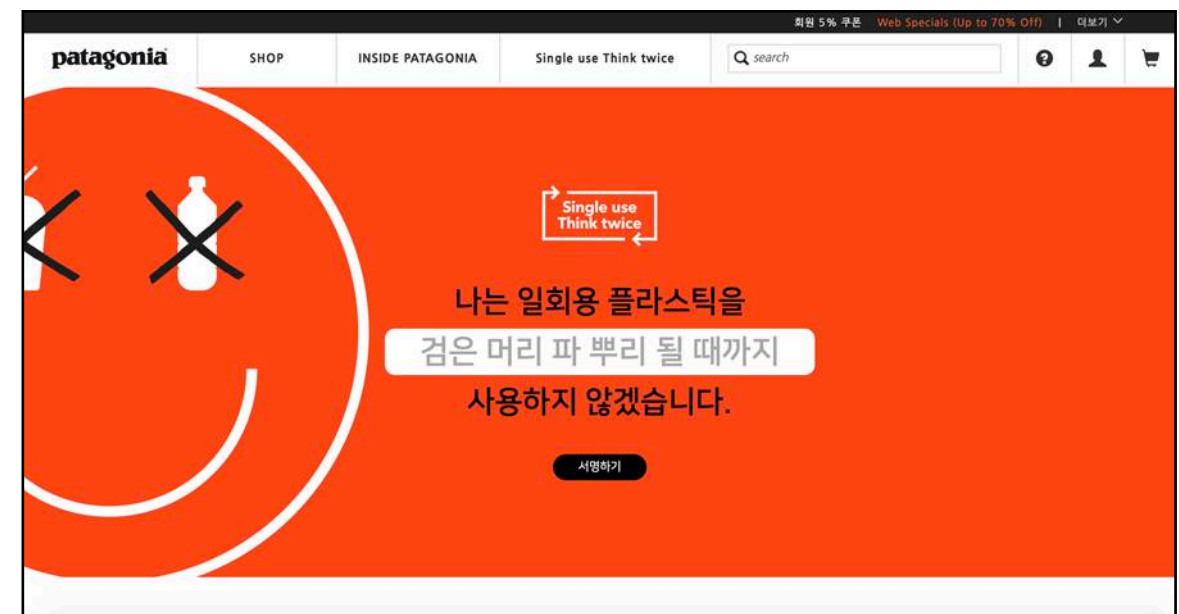 회원 5% 쿠폰 Web Specials (Up to 70% Off) | 더보기
patagonia SHOP INSIDE PATAGONIA Single use Think twice search
Single use
Think twice
나는 일회용 플라스틱을
검은 머리 파 뿌리 될 때까지
사용하지 않겠습니다.
서명하기